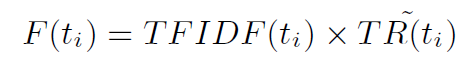 F(t_i) = TFIDF(t_i) × T\tilde{R(}t_i)